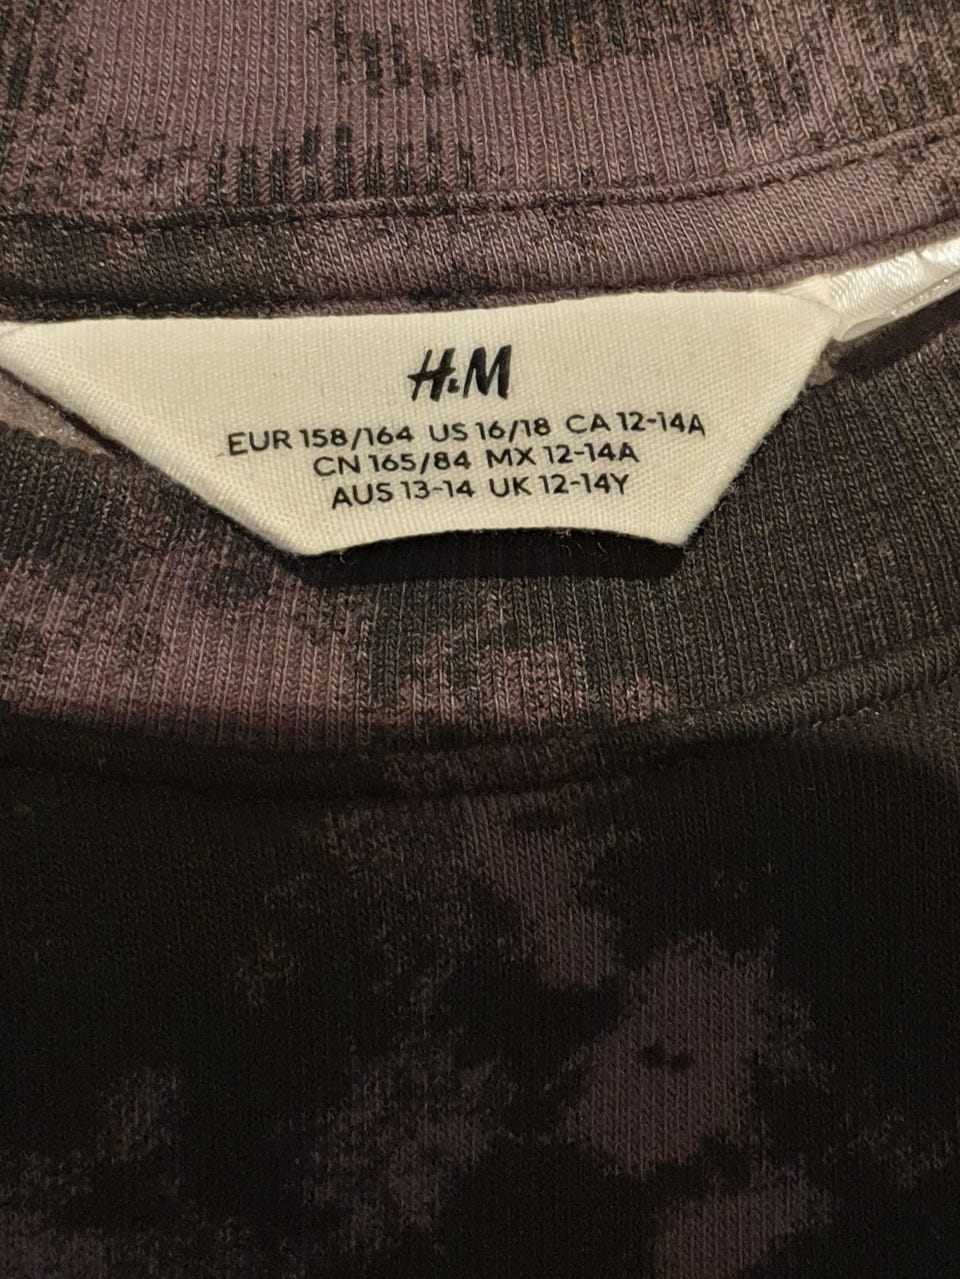 H&M
EUR 158/164 US 16/18 CA 12-14A
CN 165/84 MX 12-14A
AUS 13-14 UK 12-14Y